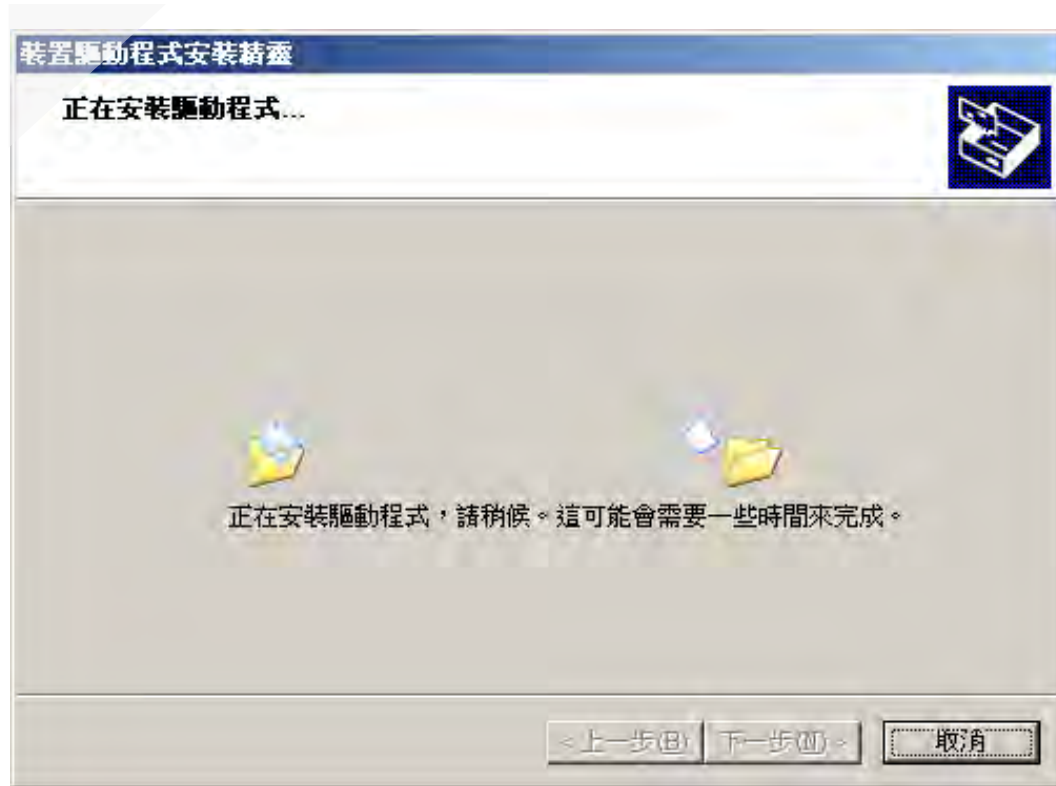 裝置驅動程式安裝精靈
正在安裝驅動程式...
正在安裝驅動程式，請稍候。這可能會需要一些時間來完成。
<上一步(B) 下一步(N)> 取消